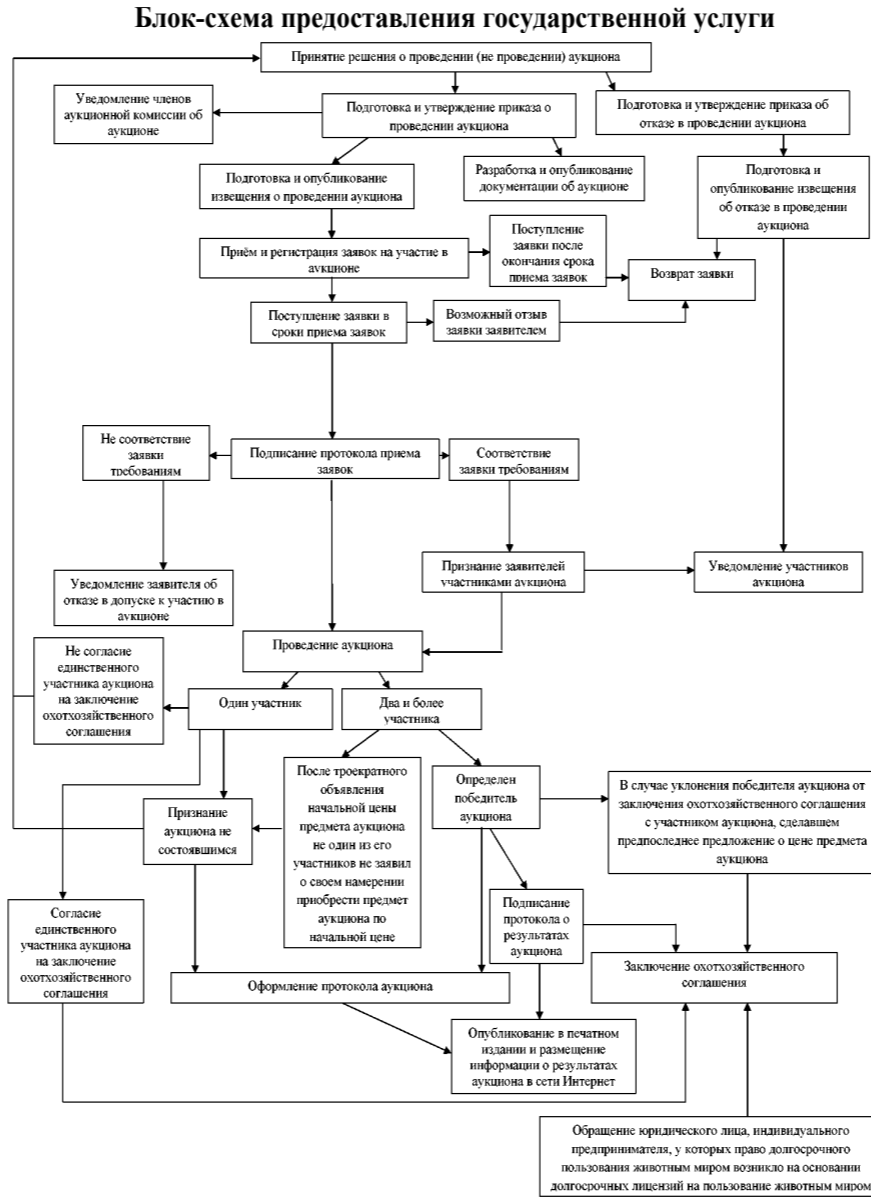 Блок-схема предоставления государственной услуги
Принятие решения о проведении (не проведении) аукциона
Уведомление членов
аукционной комиссии об
аукционе
Подготовка и утверждение приказа о
проведении аукциона
Подготовка и утверждение приказа об
отказе в проведении аукциона
Подготовка и опубликование
извещения о проведении аукциона
Разработка и опубликование
документации об аукционе
Подготовка и
опубликование извещения
об отказе в проведении
аукциона
Приём и регистрация заявок на участие в
аукционе
Поступление
заявки после
окончания срока
приема заявок
Возврат заявки
Поступление заявки в
сроки приема заявок
Возможный отзыв
заявки заявителем
Не соответствие
заявки
требованиям
Подписание протокола приема
заявок
Соответствие
заявки требованиям
Уведомление заявителя об
отказе в допуске к участию в
аукционе
Признание заявителей
участниками аукциона
Уведомление участников
аукциона
Проведение аукциона
Не согласие
единственного
участника аукциона
на заключение
охотхозяйственного
соглашения
Один участник
Два и более
участника
Признание
аукциона не
состоявшимся
После троекратного
объявления
начальной цены
предмета аукциона
не один из его
участников не заявил
о своем намерении
приобрести предмет
аукциона по
начальной цене
Определен
победитель
аукциона
В случае уклонения победителя аукциона от
заключения охотхозяйственного соглашения
с участником аукциона, сделавшем
предпоследнее предложение о цене предмета
аукциона
Согласие
единственного
участника аукциона
на заключение
охотхозяйственного
соглашения
Подписание
протокола о
результатах
аукциона
Оформление протокола аукциона
Заключение охотхозяйственного
соглашения
Опубликование в печатном
издании и размещение
информации о результатах
аукциона в сети Интернет
Обращение юридического лица, индивидуального
предпринимателя, у которых право долгосрочного
пользования животным миром возникло на основании
долгосрочных лицензий на пользование животным миром